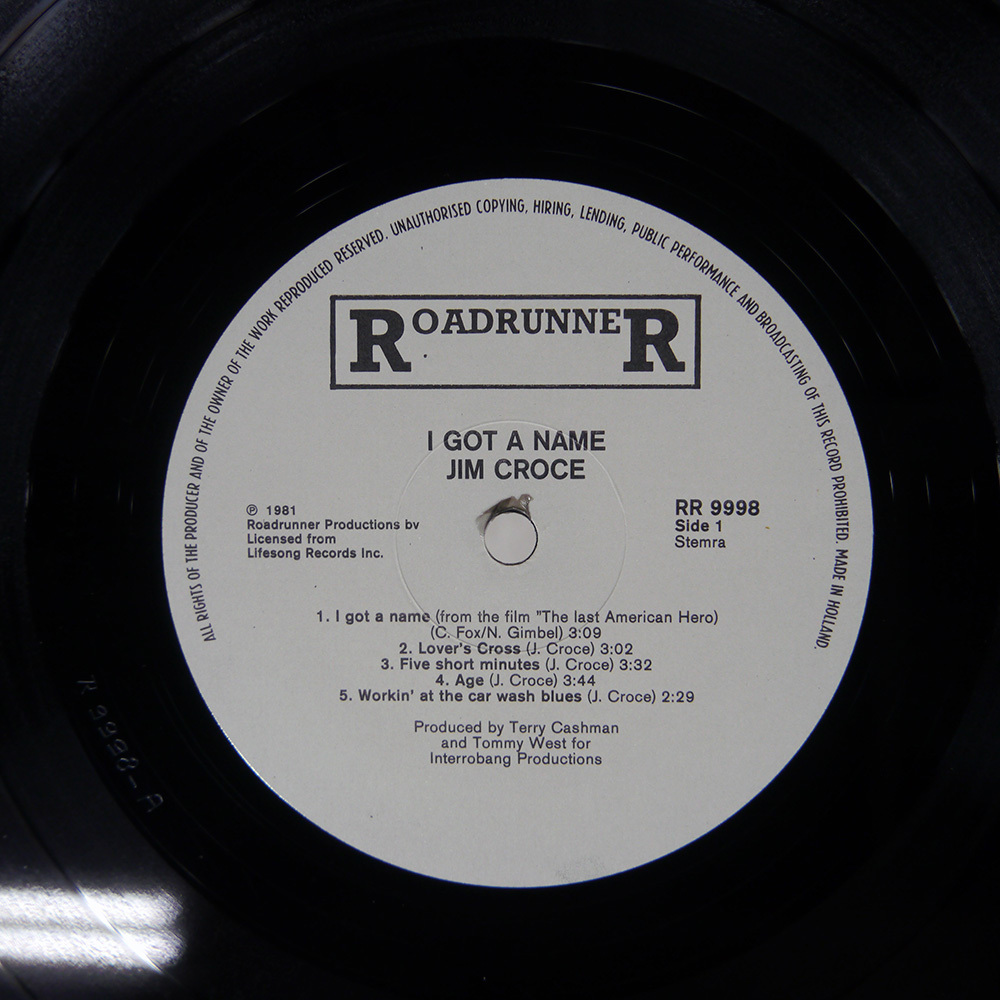 ALL RIGHTS OF THE PRODUCER AND OF THE OWNER OF THE WORK REPRODUCED RESERVED. UNAUTHORISED COPYING, HIRING, LENDING, PUBLIC PERFORMANCE AND BROADCASTING OF THIS RECORD PROHIBITED. MADE IN HOLLAND.
ROADRUNNER
I GOT A NAME
JIM CROCE
℗ 1981
Roadrunner Productions bv
Licensed from
Lifesong Records Inc.
RR 9998
Side 1
Stemra
1. I got a name (from the film "The last American Hero)
(C. Fox/N. Gimbel) 3:09
2. Lover's Cross (J. Croce) 3:02
3. Five short minutes (J. Croce) 3:32
4. Age (J. Croce) 3:44
5. Workin' at the car wash blues (J. Croce) 2:29
Produced by Terry Cashman
and Tommy West for
Interrobang Productions
9998-A